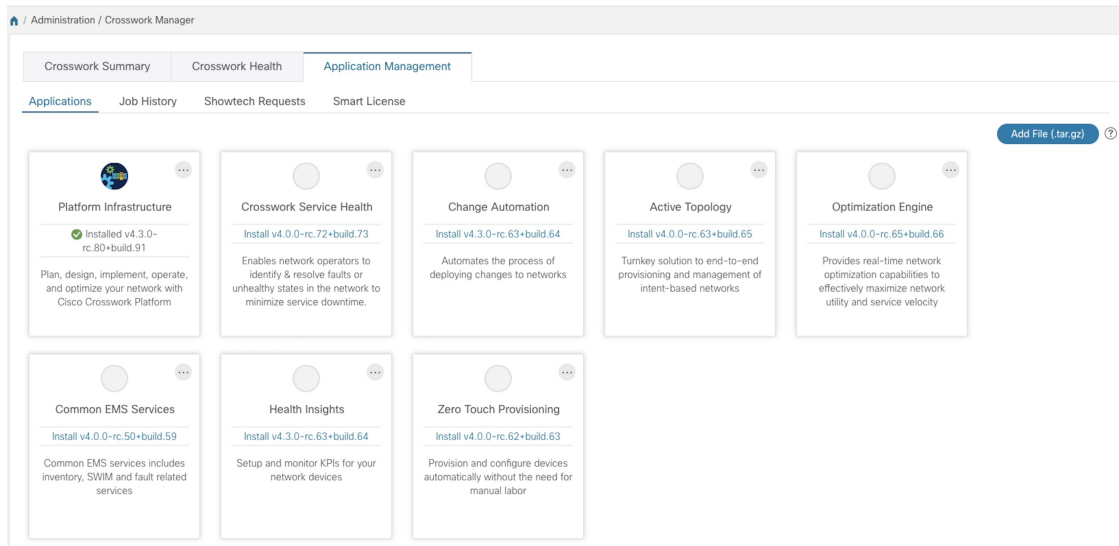 / Administration / Crosswork Manager
Crosswork Summary
Crosswork Health
Application Management
Applications
Job History
Showtech Requests
Smart License
Add File (.tar.gz)
?
Platform Infrastructure
Installed v4.3.0-
rc.80+build.91
Plan, design, implement, operate,
and optimize your network with
Cisco Crosswork Platform
Crosswork Service Health
Install v4.0.0-rc.72+build.73
Enables network operators to
identify & resolve faults or
unhealthy states in the network to
minimize service downtime.
Change Automation
Install v4.3.0-rc.63+build.64
Automates the process of
deploying changes to networks
Active Topology
Install v4.0.0-rc.63+build.65
Turnkey solution to end-to-end
provisioning and management of
intent-based networks
Optimization Engine
Install v4.0.0-rc.65+build.66
Provides real-time network
optimization capabilities to
effectively maximize network
utility and service velocity
Common EMS Services
Install v4.0.0-rc.50+build.59
Common EMS services includes
inventory, SWIM and fault related
services
Health Insights
Install v4.3.0-rc.63+build.64
Setup and monitor KPIs for your
network devices
Zero Touch Provisioning
Install v4.0.0-rc.62+build.63
Provision and configure devices
automatically without the need for
manual labor